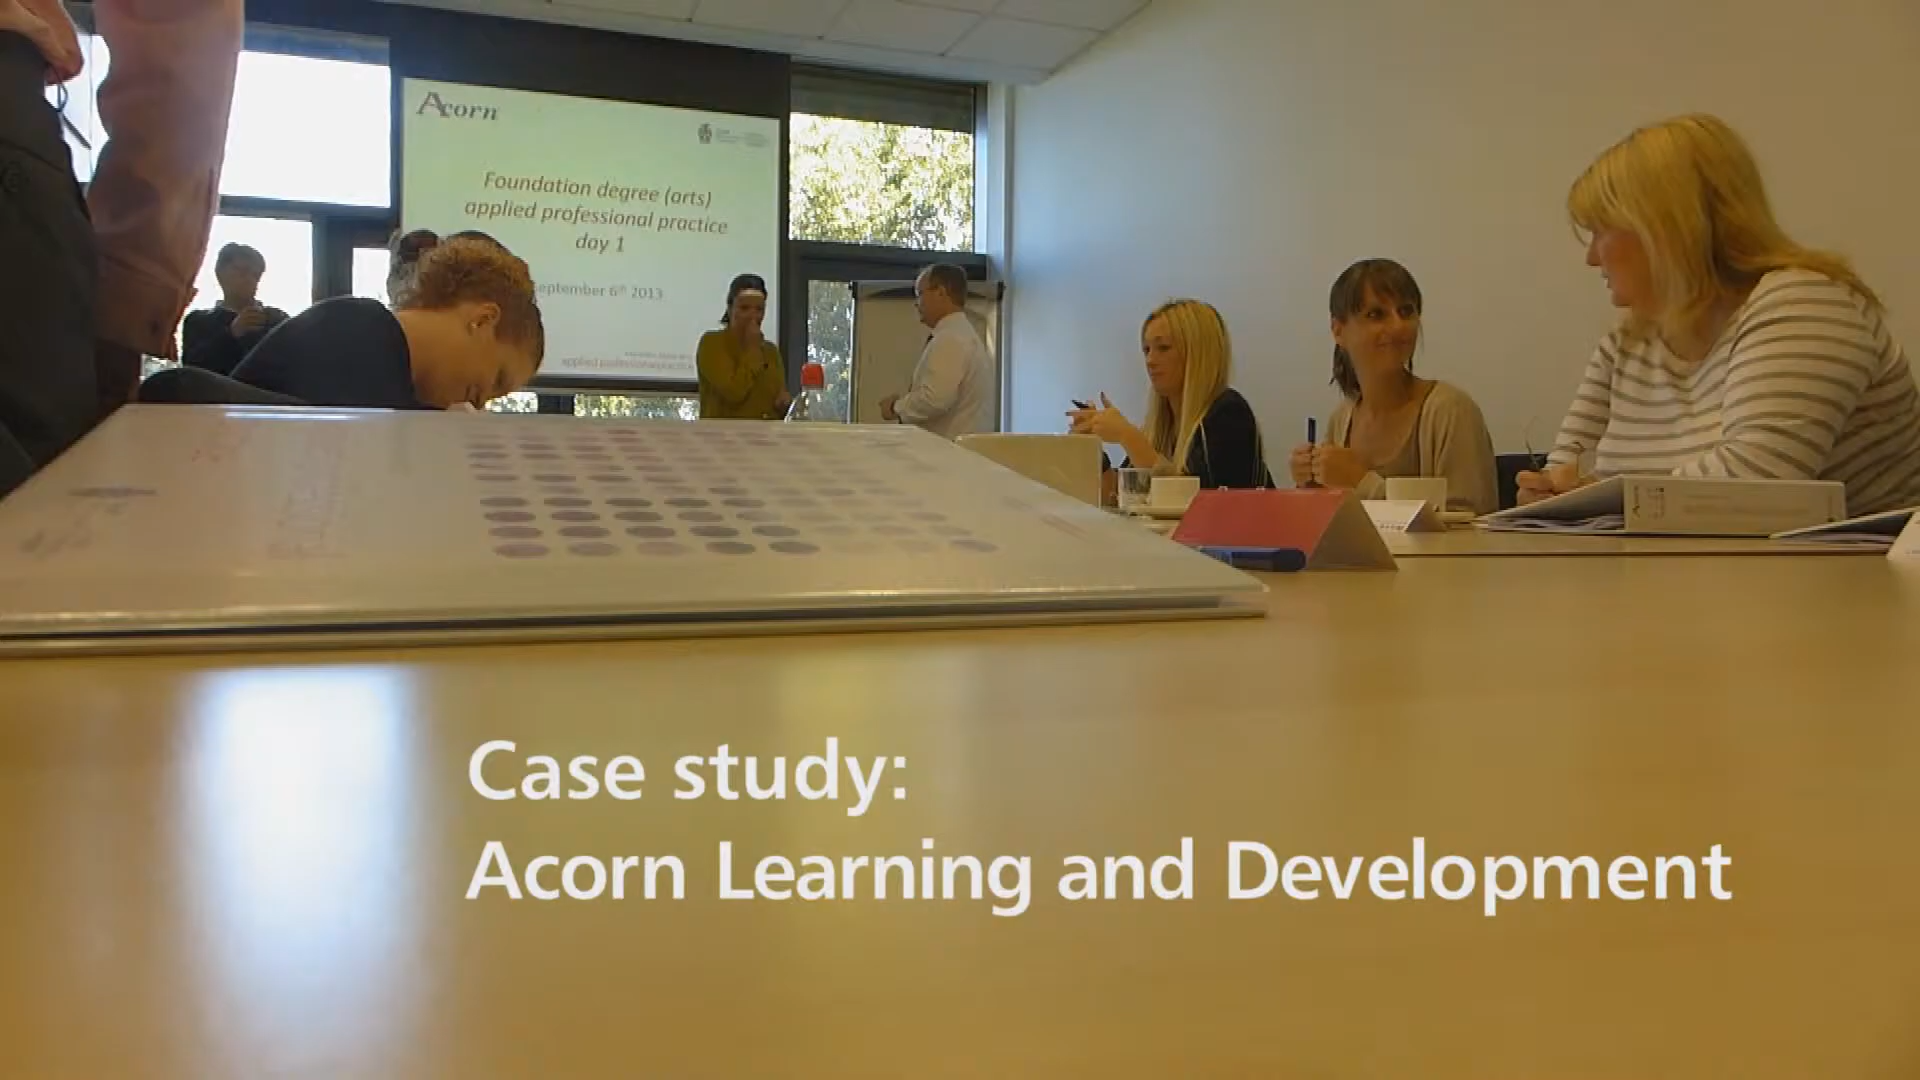 Acorn
Foundation degree (arts)
applied professional practice
day 1
September 6th 2013
applied professional practice
Case study:
Acorn Learning and Development